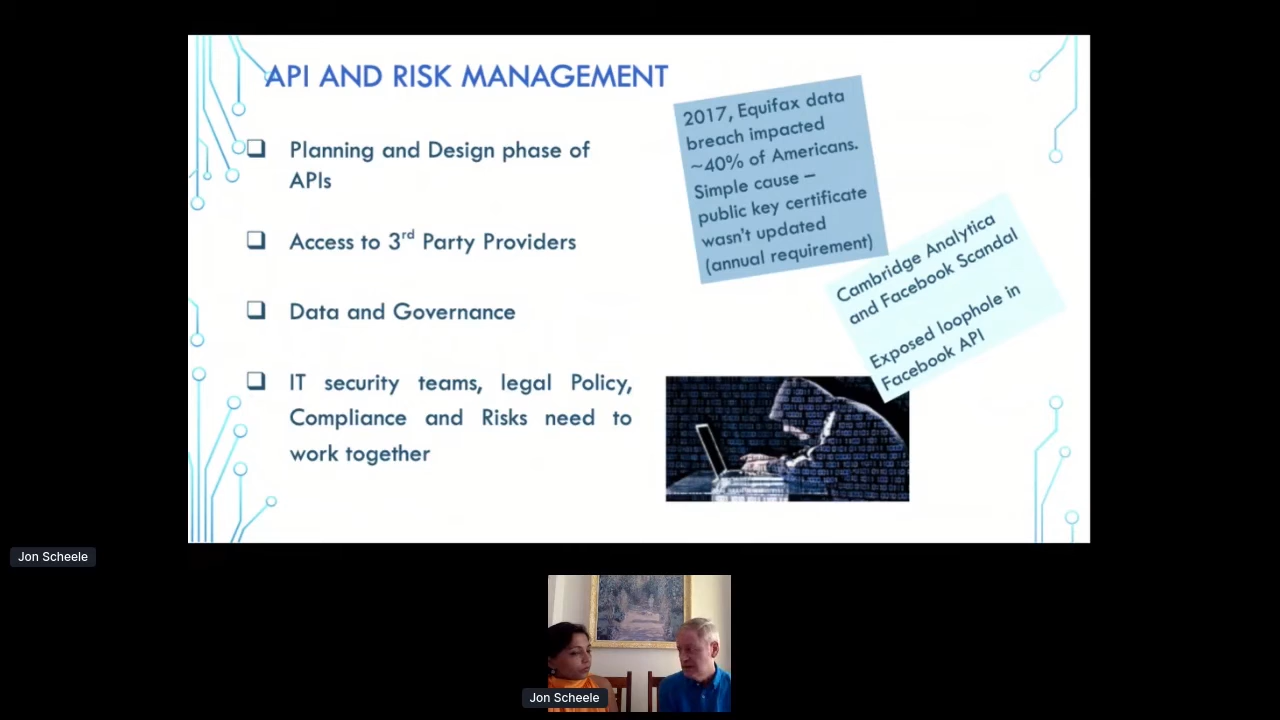 API AND RISK MANAGEMENT
❑ Planning and Design phase of
APIs
❑ Access to 3rd Party Providers
❑ Data and Governance
❑ IT security teams, legal Policy,
Compliance and Risks need to
work together
2017, Equifax data
breach impacted
~40% of Americans.
Simple cause –
public key certificate
wasn't updated
(annual requirement)
Cambridge Analytica
and Facebook Scandal
Exposed loophole in
Facebook API
Jon Scheele
Jon Scheele